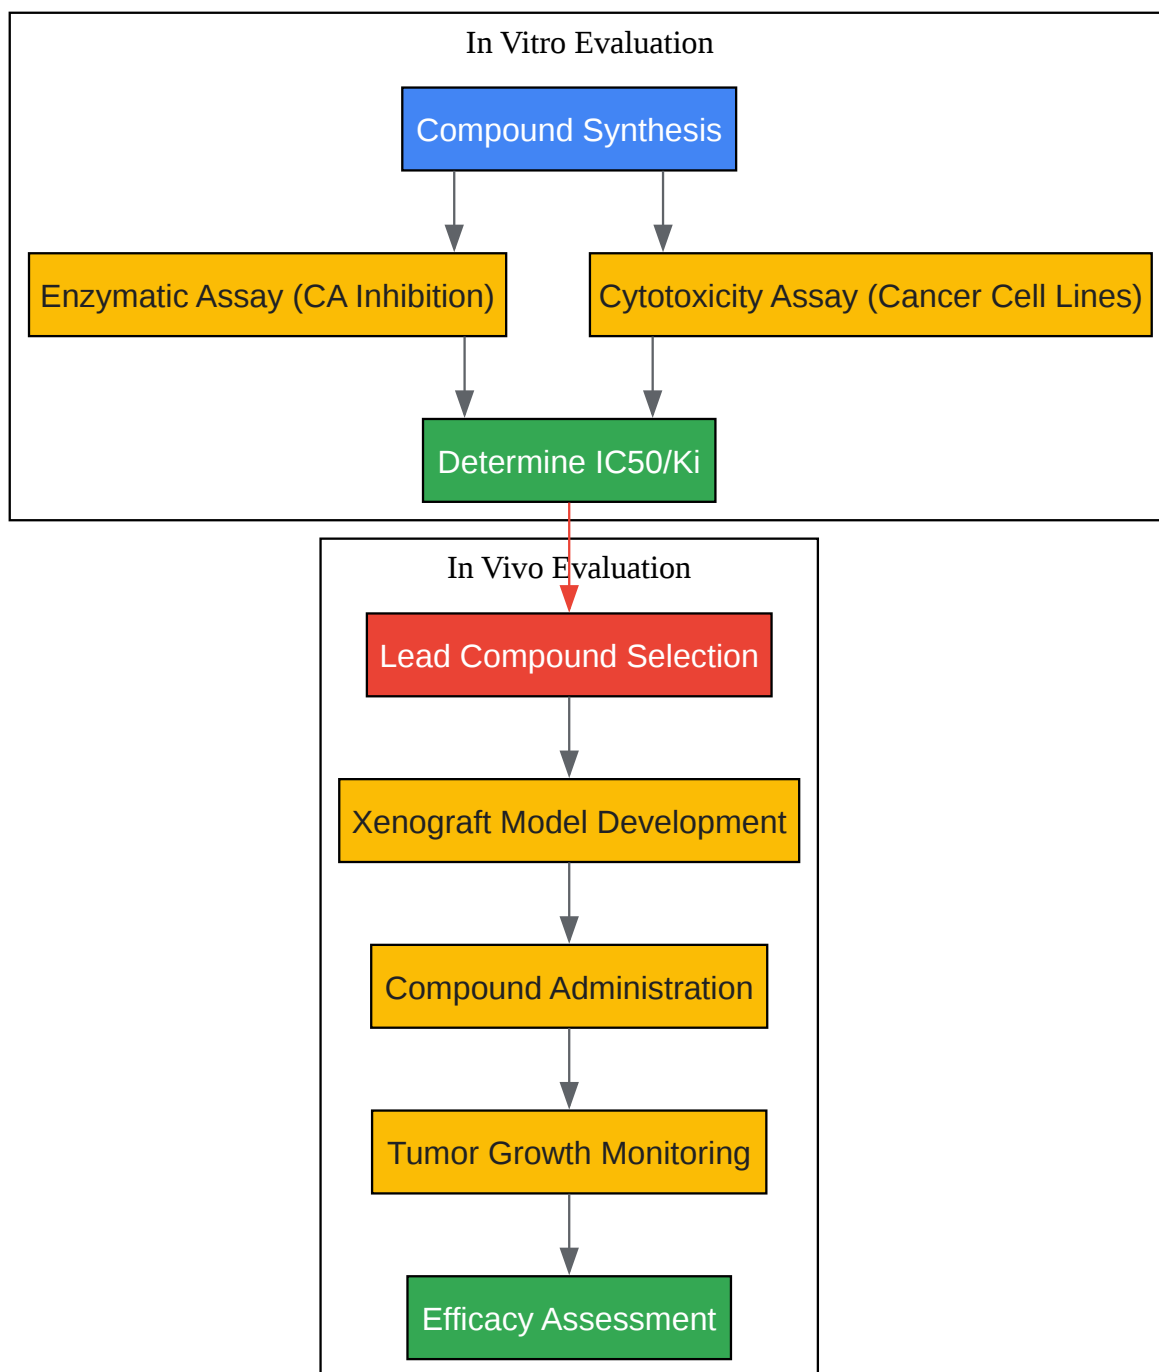 In Vitro Evaluation
Compound Synthesis
Enzymatic Assay (CA Inhibition)
Cytotoxicity Assay (Cancer Cell Lines)
Determine IC50/Ki
In Vivo Evaluation
Lead Compound Selection
Xenograft Model Development
Compound Administration
Tumor Growth Monitoring
Efficacy Assessment